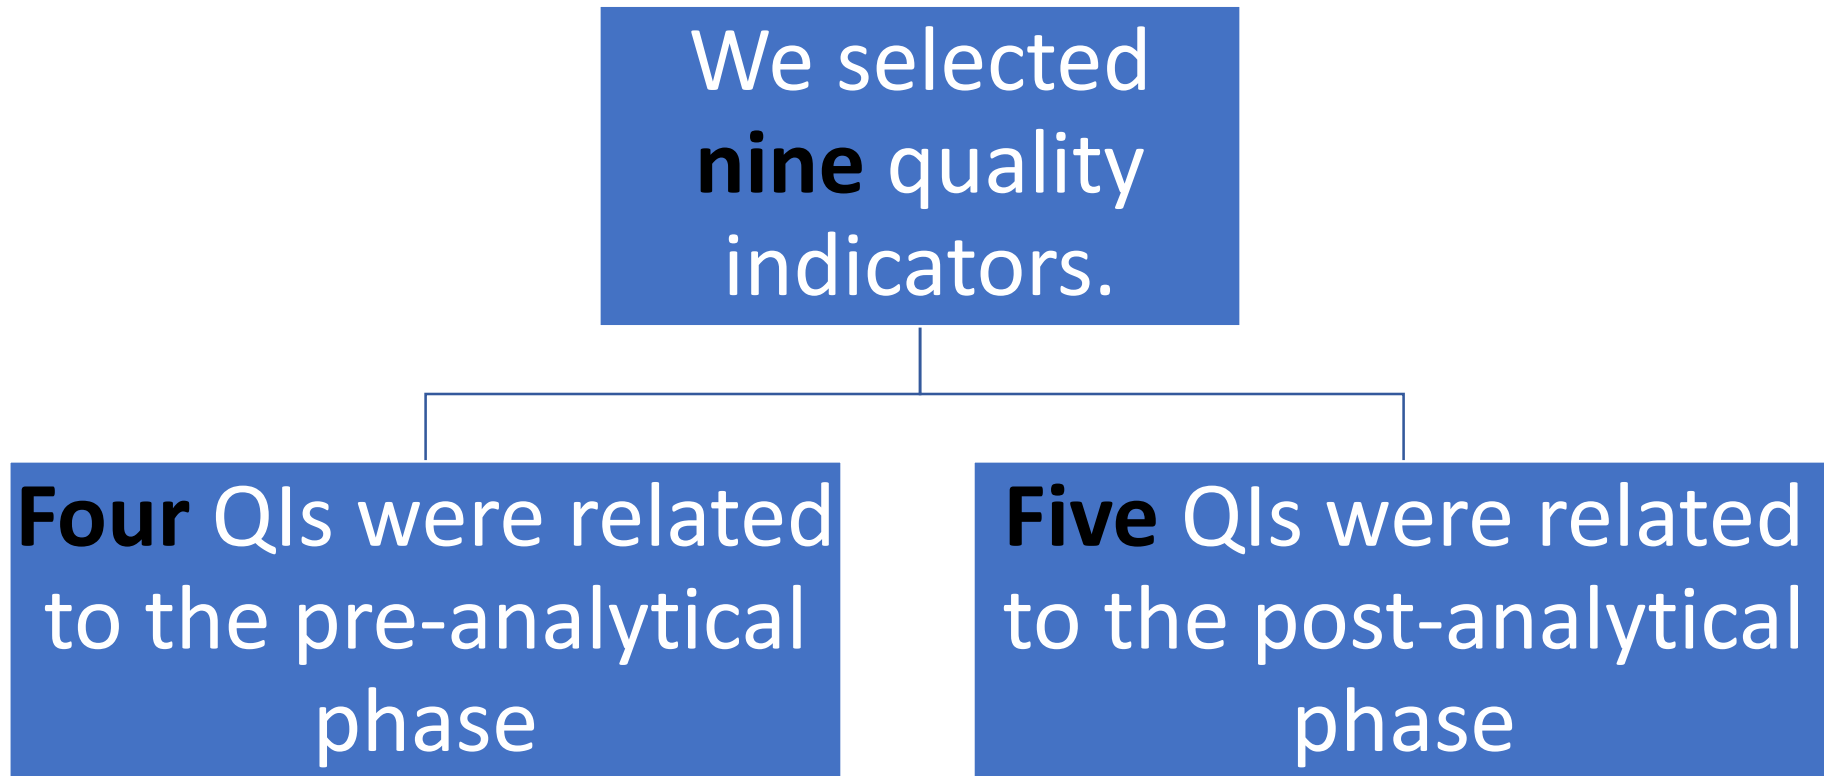 We selected
nine quality
indicators.
Four QIs were related
to the pre-analytical
phase
Five QIs were related
to the post-analytical
phase